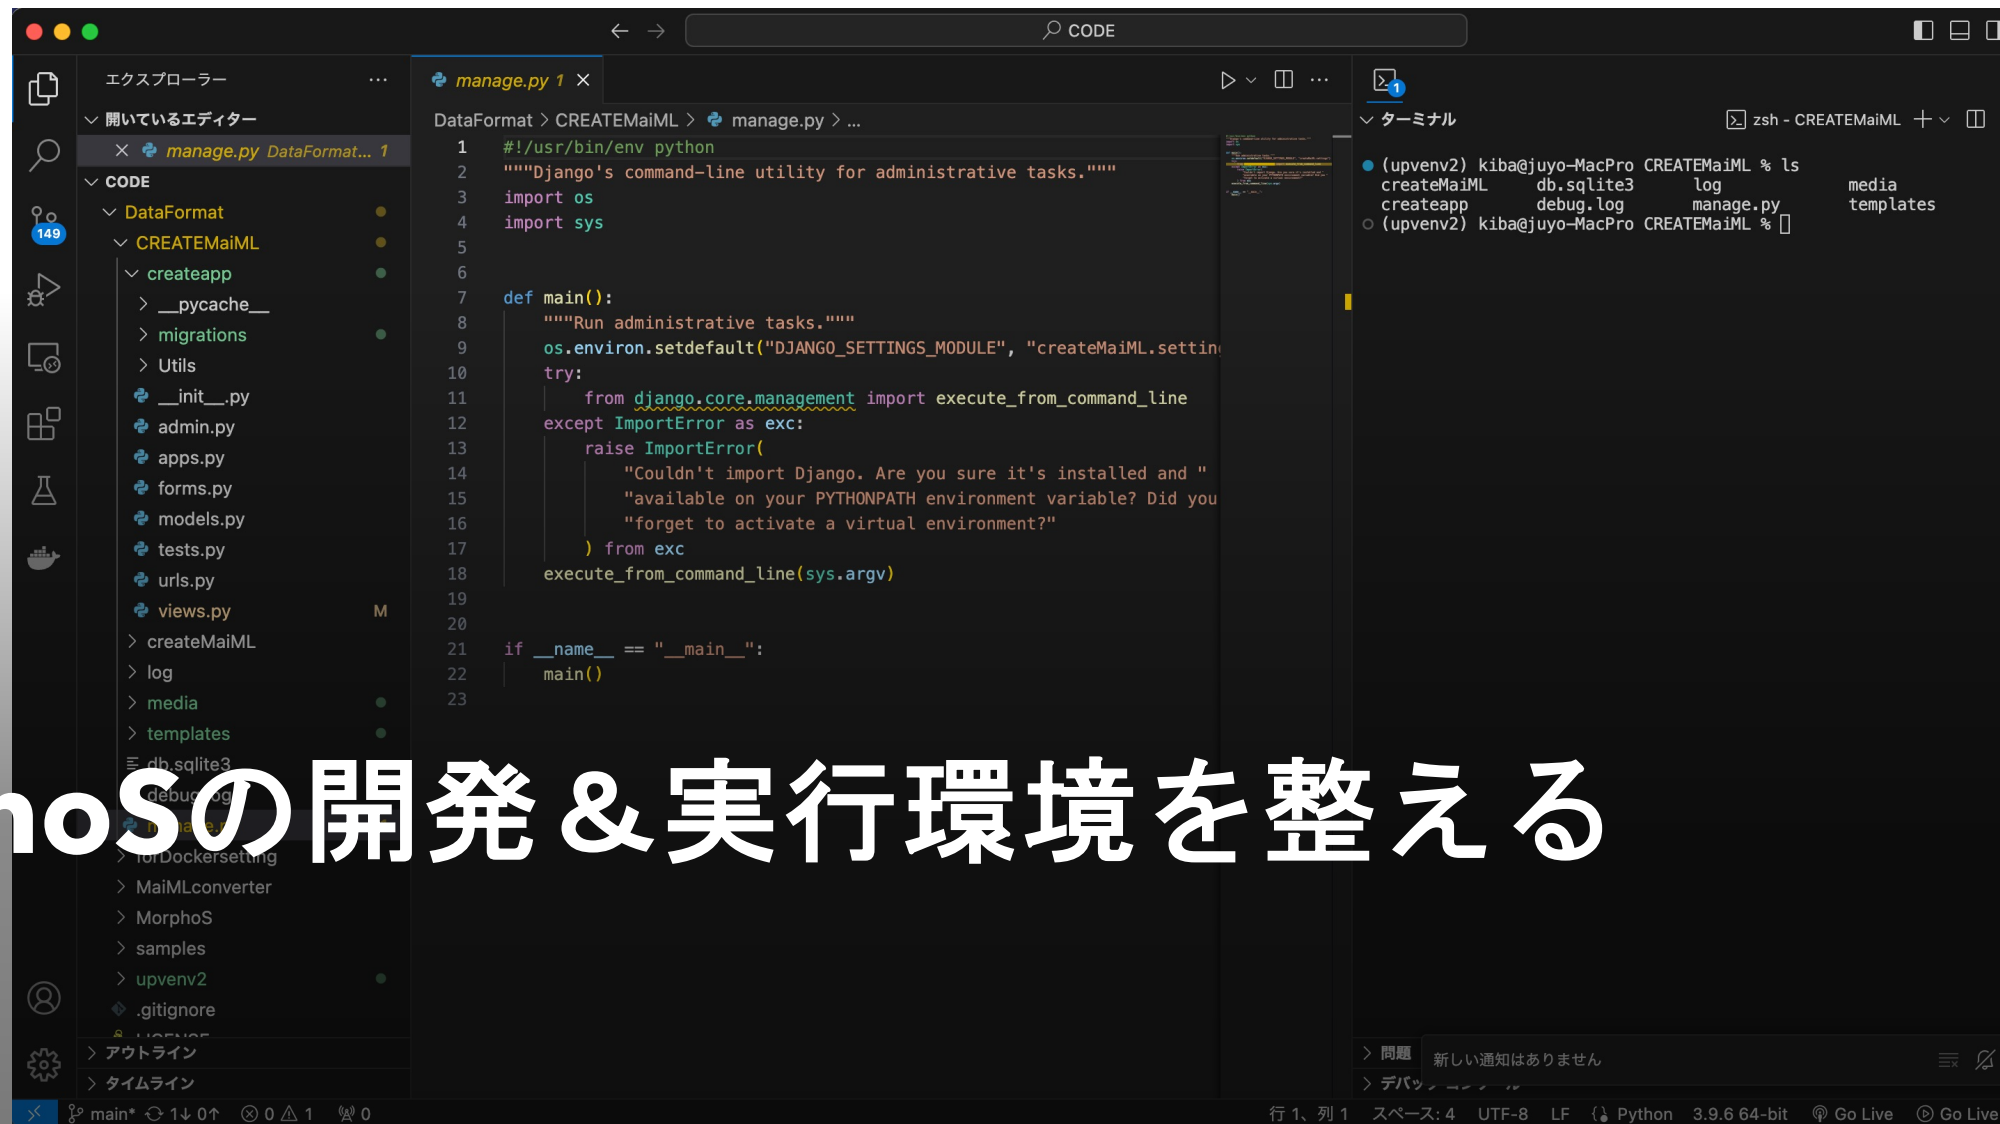 CODE
エクスプローラー
開いているエディター
manage.py DataFormat... 1
CODE
DataFormat
CREATEMaiML
createapp
__pycache__
migrations
Utils
__init__.py
admin.py
apps.py
forms.py
models.py
tests.py
urls.py
views.py M
createMaiML
log
media
templates
db.sqlite3
MaiMLconverter
MorphoS
samples
upvenv2
.gitignore
アウトライン
タイムライン
149
manage.py 1
DataFormat > CREATEMaiML > manage.py > ...
1 #!/usr/bin/env python
2 """Django's command-line utility for administrative tasks."""
3 import os
4 import sys
5
6
7 def main():
8 """Run administrative tasks."""
9 os.environ.setdefault("DJANGO_SETTINGS_MODULE", "createMaiML.setting
10 try:
11 from django.core.management import execute_from_command_line
12 except ImportError as exc:
13 raise ImportError(
14 "Couldn't import Django. Are you sure it's installed and "
15 "available on your PYTHONPATH environment variable? Did you
16 "forget to activate a virtual environment?"
17 ) from exc
18 execute_from_command_line(sys.argv)
19
20
21 if __name__ == "__main__":
22 main()
23
1
ターミナル
zsh - CREATEMaiML
(upvenv2) kiba@juyo-MacPro CREATEMaiML % ls
createMaiML db.sqlite3 log media
createapp debug.log manage.py templates
(upvenv2) kiba@juyo-MacPro CREATEMaiML %
hoSの開発＆実行環境を整える
問題
新しい通知はありません
main* 1↓ 0↑ 0 1 0
行 1、列 1 スペース: 4 UTF-8 LF Python 3.9.6 64-bit Go Live Go Live